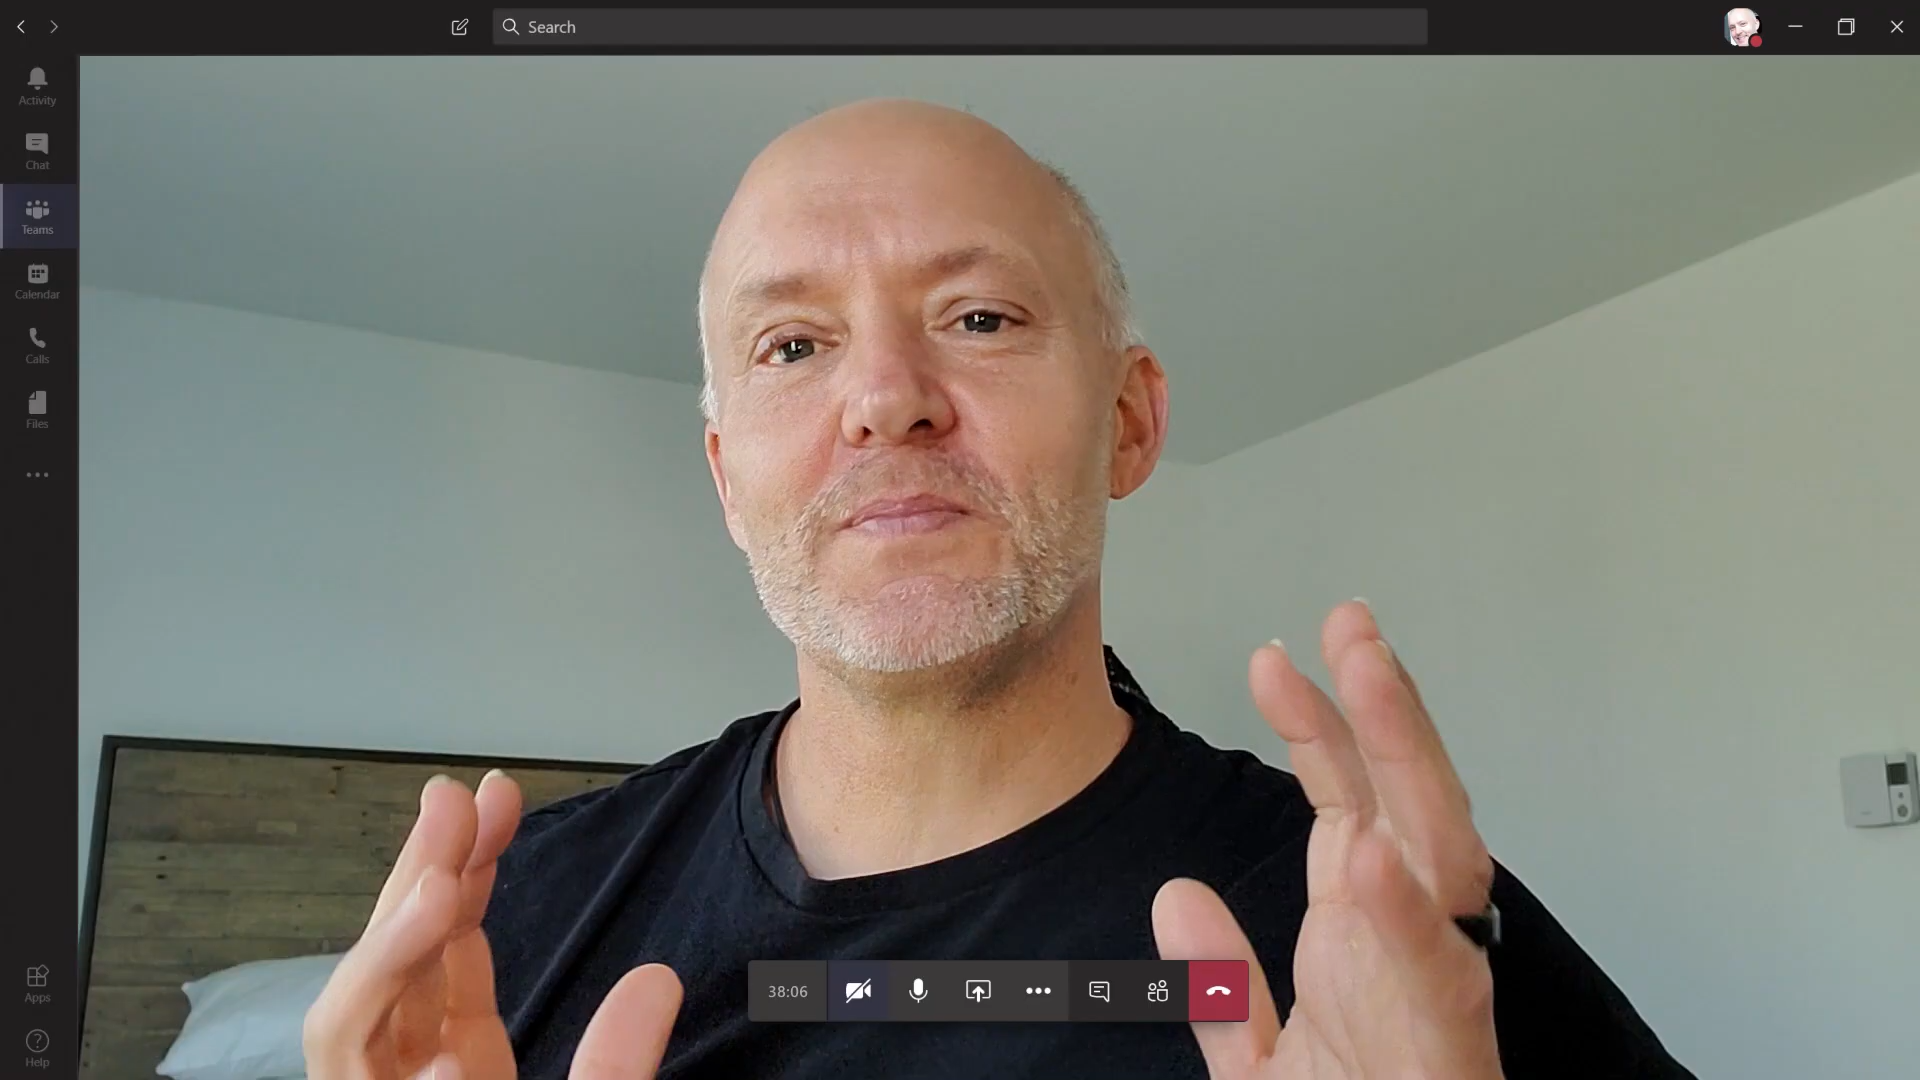 Search
Activity
Chat
Teams
Calendar
Calls
Files
Apps
Help
38:06